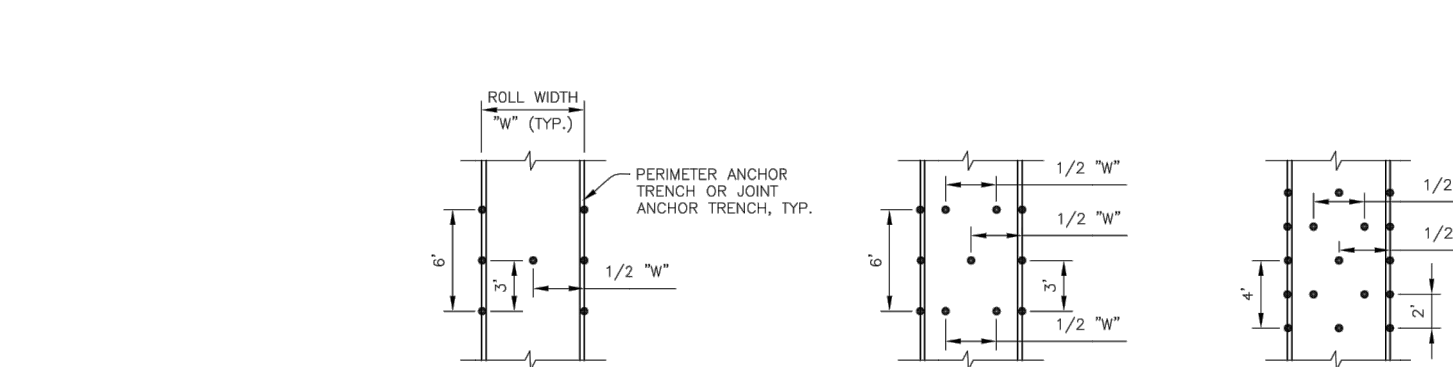 ROLL WIDTH
"W" (TYP.)
PERIMETER ANCHOR
TRENCH OR JOINT
ANCHOR TRENCH, TYP.
6'
3'
1/2 "W"
1/2 "W"
1/2 "W"
6'
3'
1/2 "W"
1/2
1/2
4'
2'